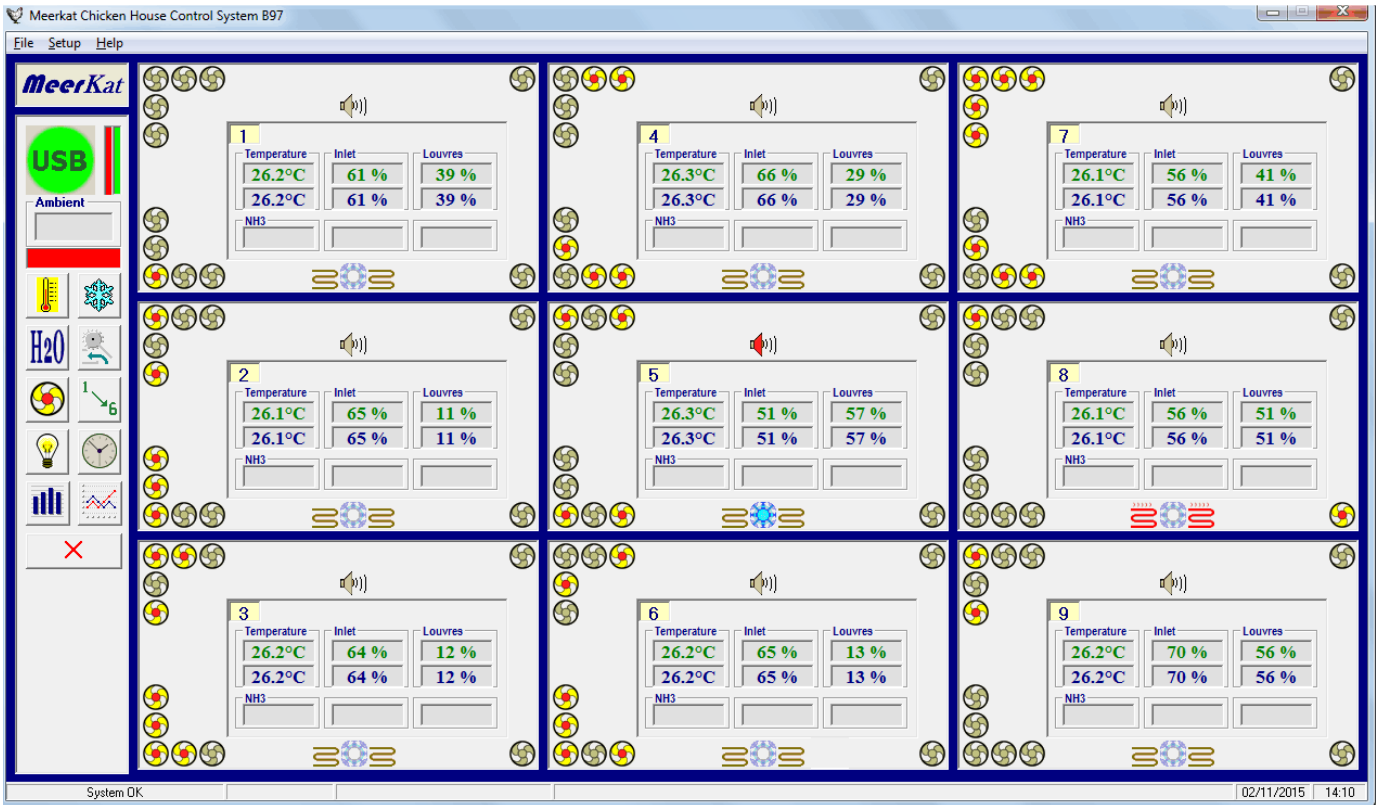 Meerkat Chicken House Control System B97
File Setup Help
MeerKat
USB
Ambient
H2O
1 6
1
Temperature Inlet Louvres
26.2°C 61 % 39 %
26.2°C 61 % 39 %
NH3
4
Temperature Inlet Louvres
26.3°C 66 % 29 %
26.3°C 66 % 29 %
NH3
7
Temperature Inlet Louvres
26.1°C 56 % 41 %
26.1°C 56 % 41 %
NH3
2
Temperature Inlet Louvres
26.1°C 65 % 11 %
26.1°C 65 % 11 %
NH3
5
Temperature Inlet Louvres
26.3°C 51 % 57 %
26.3°C 51 % 57 %
NH3
8
Temperature Inlet Louvres
26.1°C 56 % 51 %
26.1°C 56 % 51 %
NH3
3
Temperature Inlet Louvres
26.2°C 64 % 12 %
26.2°C 64 % 12 %
NH3
6
Temperature Inlet Louvres
26.2°C 65 % 13 %
26.2°C 65 % 13 %
NH3
9
Temperature Inlet Louvres
26.2°C 70 % 56 %
26.2°C 70 % 56 %
NH3
System OK 02/11/2015 14:10